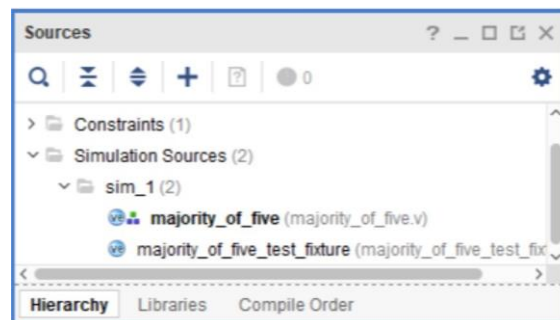 Sources
0
Constraints (1)
Simulation Sources (2)
sim_1 (2)
majority_of_five (majority_of_five.v)
majority_of_five_test_fixture (majority_of_five_test_fix
Hierarchy Libraries Compile Order